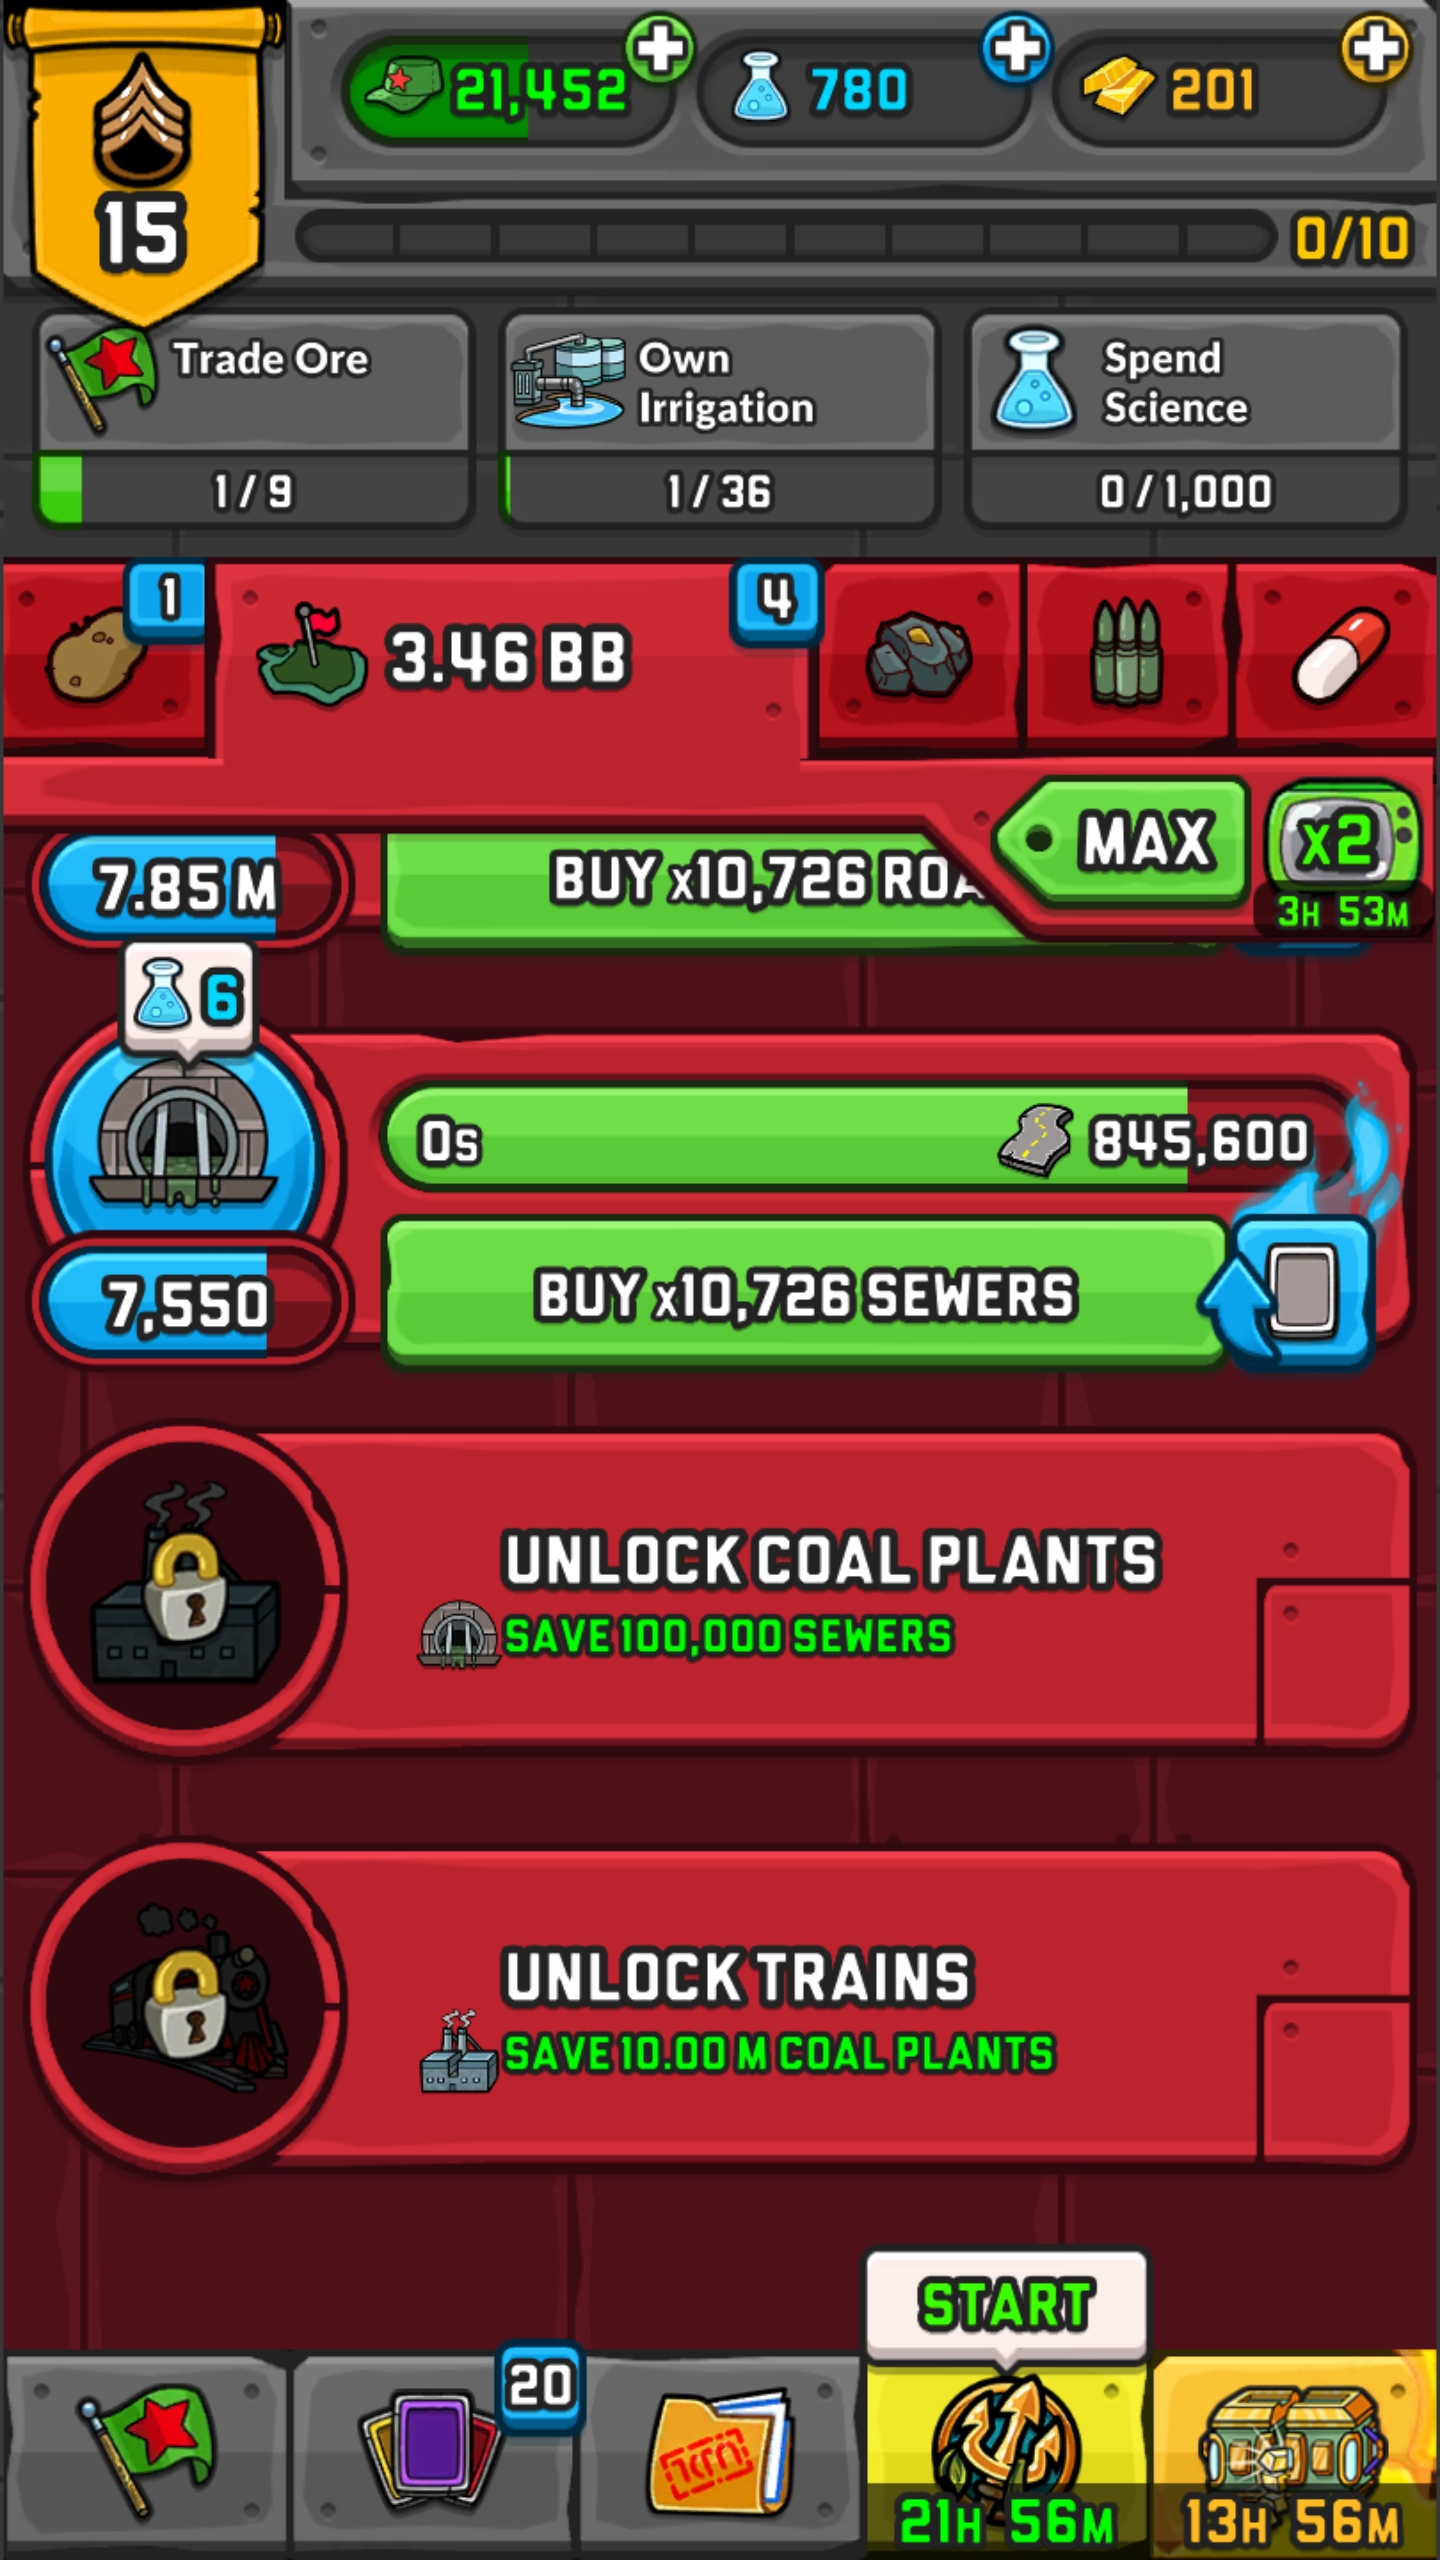 21,452
780
201
15
0/10
Trade Ore
Own
Irrigation
Spend
Science
1/9
1/36
0/1,000
1
3.46 BB
4
MAX
x2
3H 53M
7.85 M
BUY x10,726 ROA
6
0s
845,600
7,550
BUY x10,726 SEWERS
UNLOCK COAL PLANTS
SAVE 100,000 SEWERS
UNLOCK TRAINS
SAVE 10.00 M COAL PLANTS
START
20
21H 56M
13H 56M